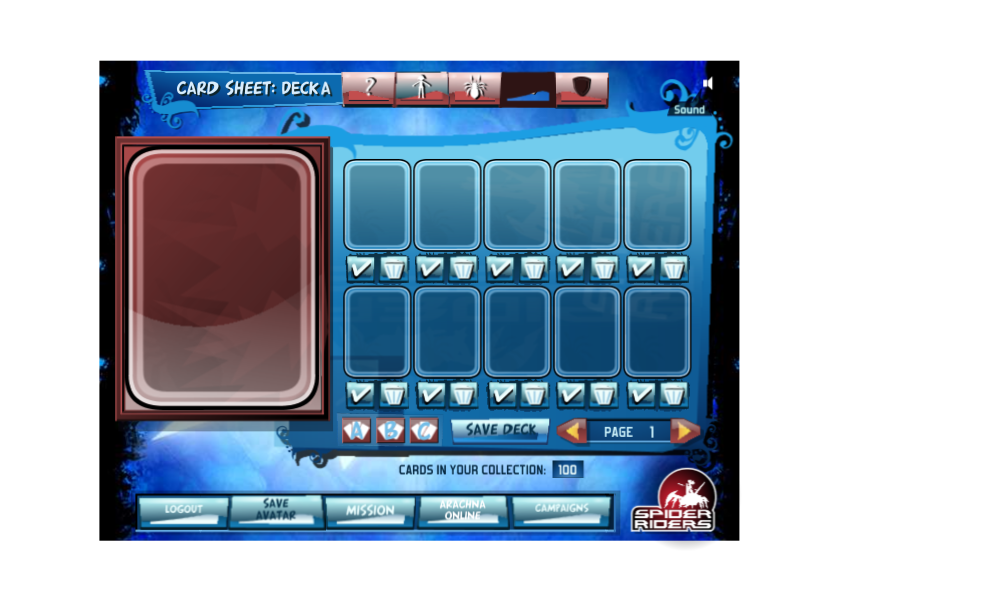 CARD SHEET: DECK A
?
Sound
A B C
SAVE DECK
PAGE 1
CARDS IN YOUR COLLECTION: 100
LOGOUT
SAVE
AVATAR
MISSION
ARACHNA
ONLINE
CAMPAIGNS
SPIDER
RIDERS